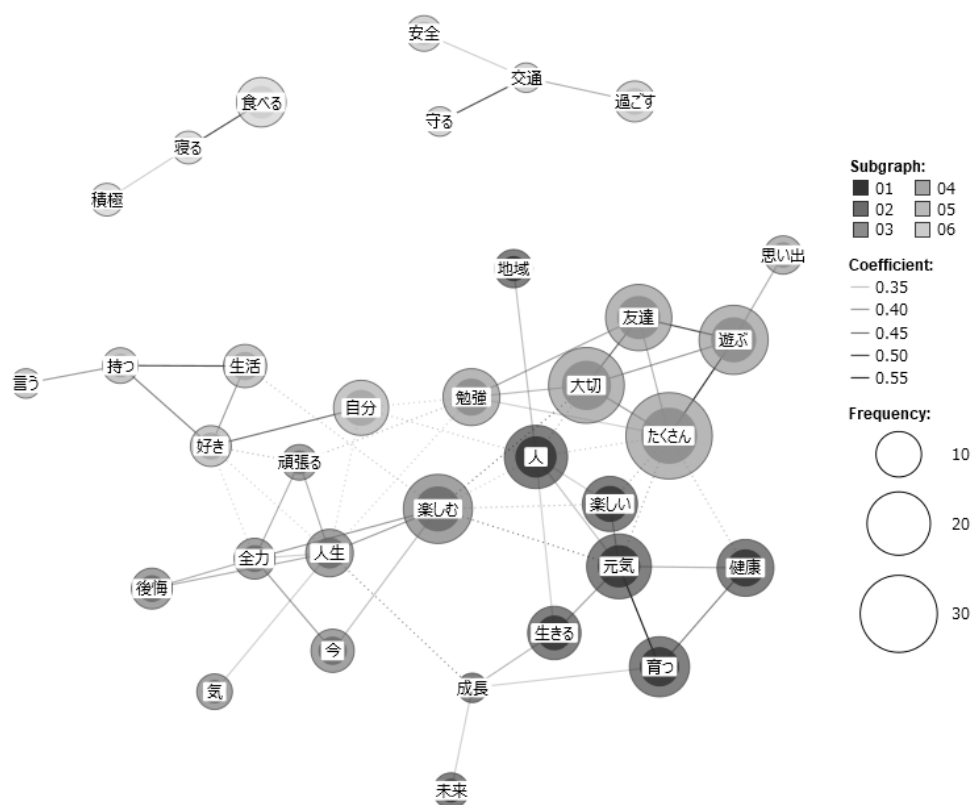 安全
交通
食べる
過ごす
守る
寝る
積極
Subgraph:
01 04
02 05
03 06
思い出
地域
Coefficient:
0.35
0.40
0.45
0.50
0.55
友達
遊ぶ
持つ
生活
言う
大切
勉強
自分
Frequency:
10
20
30
たくさん
好き
人
頑張る
楽しむ
楽しい
人生
全力
元気
健康
後悔
生きる
今
育つ
成長
気
未来